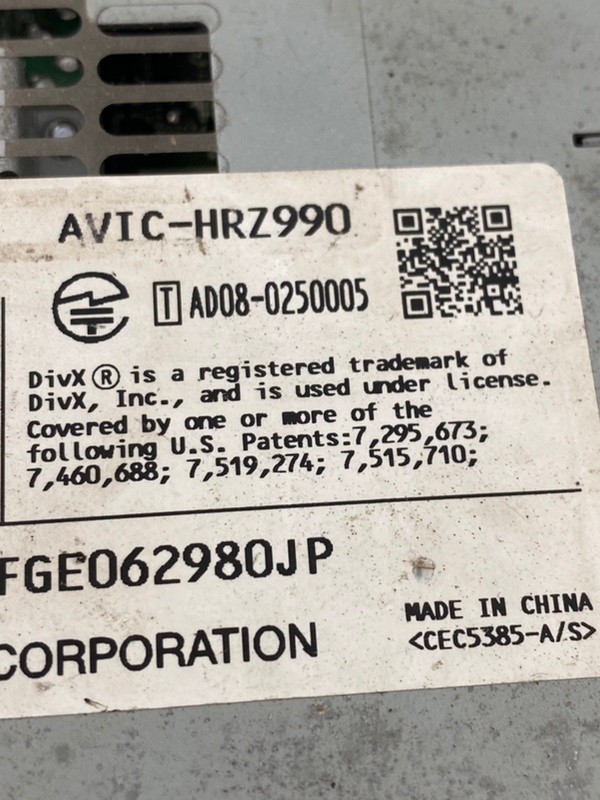 AVIC-HRZ990
T AD08-0250005
DivX® is a registered trademark of
DivX, Inc., and is used under license.
Covered by one or more of the
following U.S. Patents:7,295,673;
7,460,688; 7,519,274; 7,515,710;
FGE062980JP
MADE IN CHINA
CORPORATION
<CEC5385-A/S>